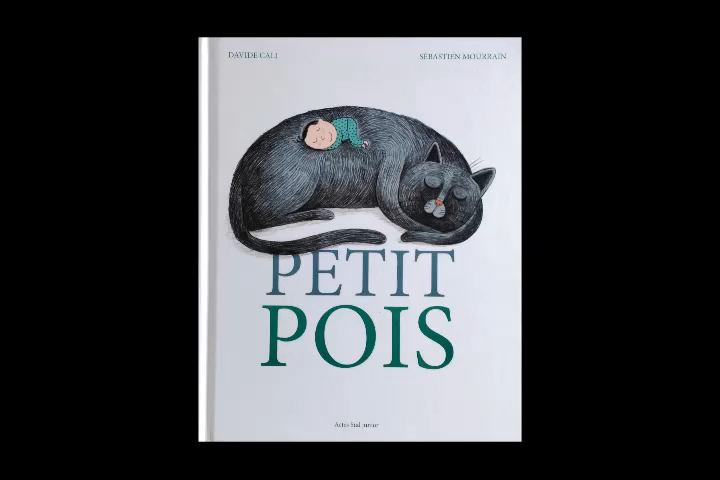 DAVIDE CALI
SÉBASTIEN MOURRAIN
PETIT
POIS
Actes Sud junior